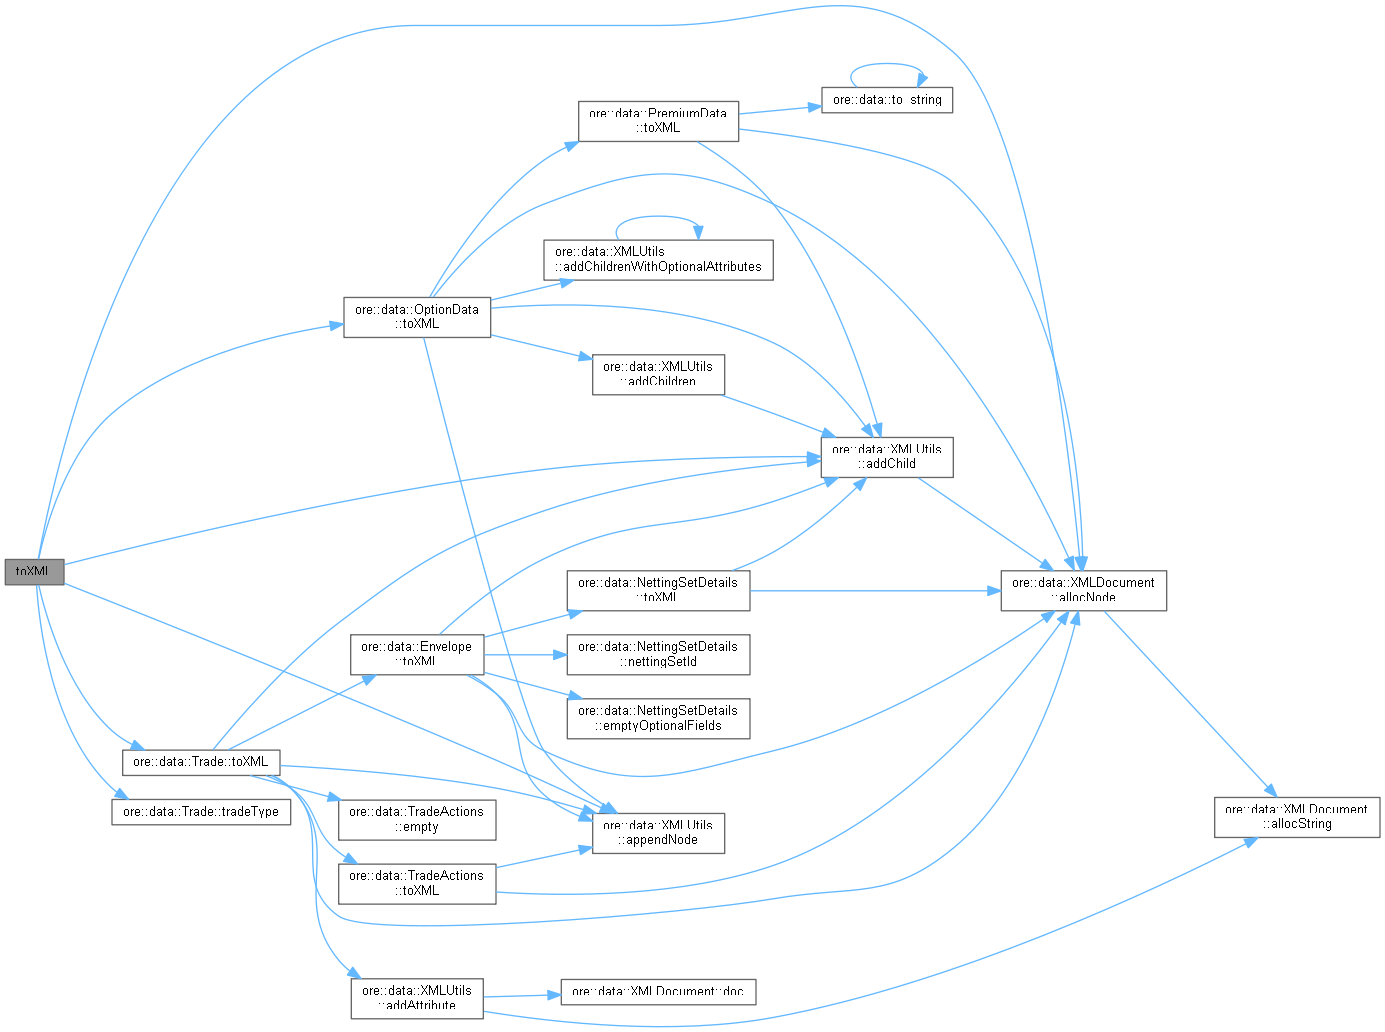 ore::data::PremiumData
::toXML
ore::data::to_string
ore::data::XMLUtils
::addChildrenWithOptionalAttributes
ore::data::OptionData
::toXML
ore::data::XMLUtils
::addChildren
ore::data::XMLUtils
::addChild
toXML
ore::data::NettingSetDetails
::toXML
ore::data::XMLDocument
::allocNode
ore::data::Envelope
::toXML
ore::data::NettingSetDetails
::nettingSetId
ore::data::NettingSetDetails
::emptyOptionalFields
ore::data::Trade::toXML
ore::data::Trade::tradeType
ore::data::TradeActions
::empty
ore::data::XMLUtils
::appendNode
ore::data::XMLDocument
::allocString
ore::data::TradeActions
::toXML
ore::data::XMLUtils
::addAttribute
ore::data::XMLDocument::doc